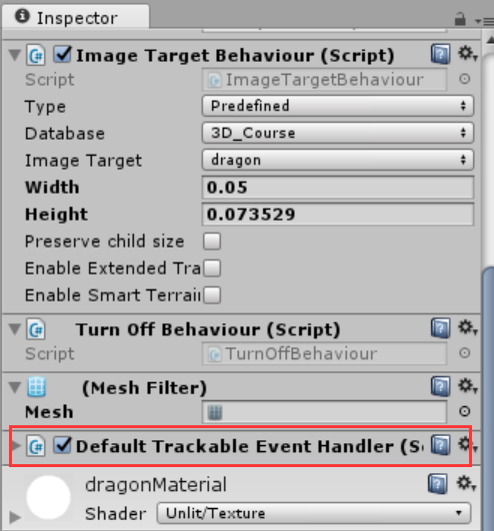 Inspector
Image Target Behaviour (Script)
Script ImageTargetBehaviour
Type Predefined
Database 3D_Course
Image Target dragon
Width 0.05
Height 0.073529
Preserve child size
Enable Extended Tra
Enable Smart Terrain
Turn Off Behaviour (Script)
Script TurnOffBehaviour
(Mesh Filter)
Mesh
Default Trackable Event Handler (S
dragonMaterial
Shader Unlit/Texture